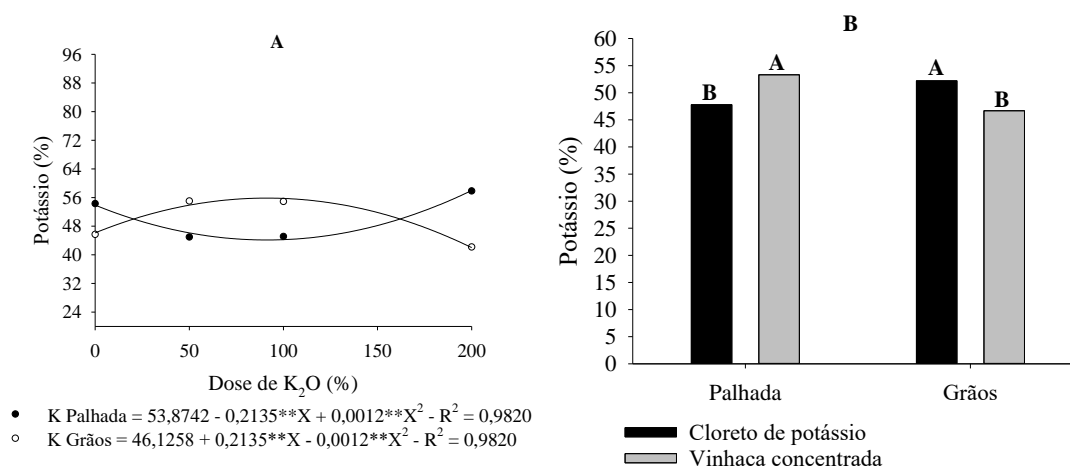 A
Potássio (%)
96
88
80
72
64
56
48
40
32
24
0
50
100
150
200
Dose de K₂O (%)
● K Palhada = 53,8742 - 0,2135**X + 0,0012**X² - R² = 0,9820
○ K Grãos = 46,1258 + 0,2135**X - 0,0012**X² - R² = 0,9820
B
Potássio (%)
60
55
50
45
40
35
30
25
20
15
10
5
0
B
A
A
B
Palhada
Grãos
Cloreto de potássio
Vinhaça concentrada